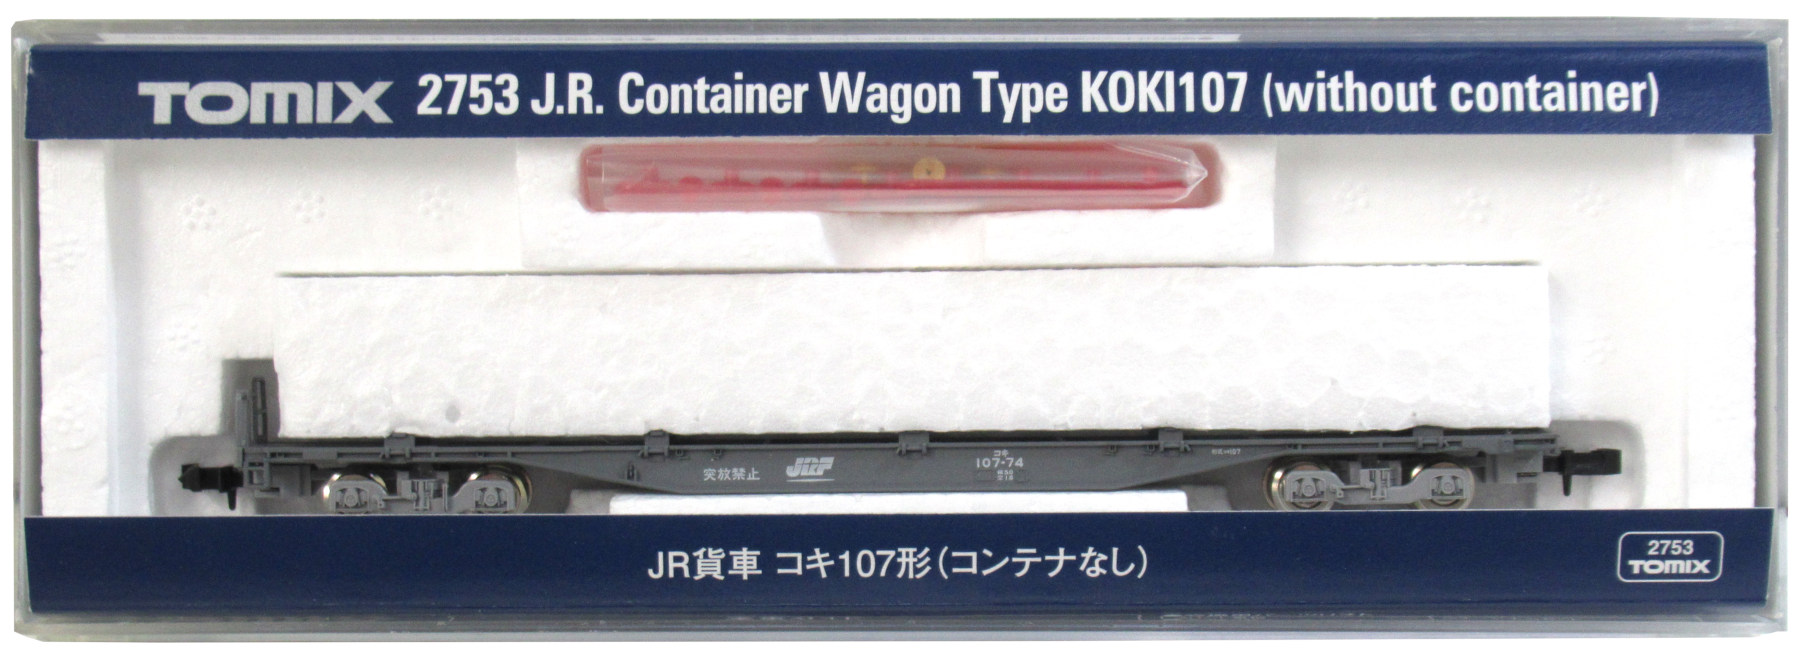 TOMIX 2753 J.R. Container Wagon Type KOKI107 (without container)
突放禁止 JRF コキ
107-74
JR貨車 コキ107形(コンテナなし)
2753
TOMIX